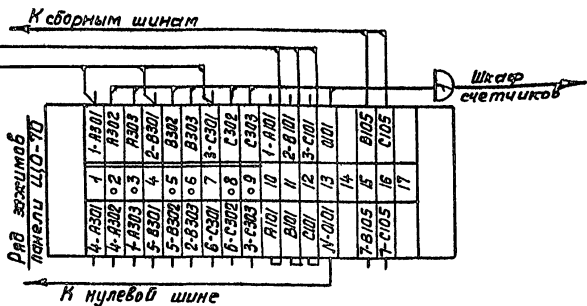 К сборным шинам
Шкаф
счетчиков
Ряд зажимов
панели ЩО-70
1-А301
А302
А303
2-В301
В302
В303
3-С301
С302
С303
1-А101
2-В101
3-С101
0101
В105
С105
1
2
3
4
5
6
7
8
9
10
11
12
13
14
15
16
17
4-А301
4-А302
1-А303
5-В301
5-В302
2-В303
6-С301
6-С302
3-С303
А101
В101
С101
N-0101
7-В105
7-С105
К нулевой шине